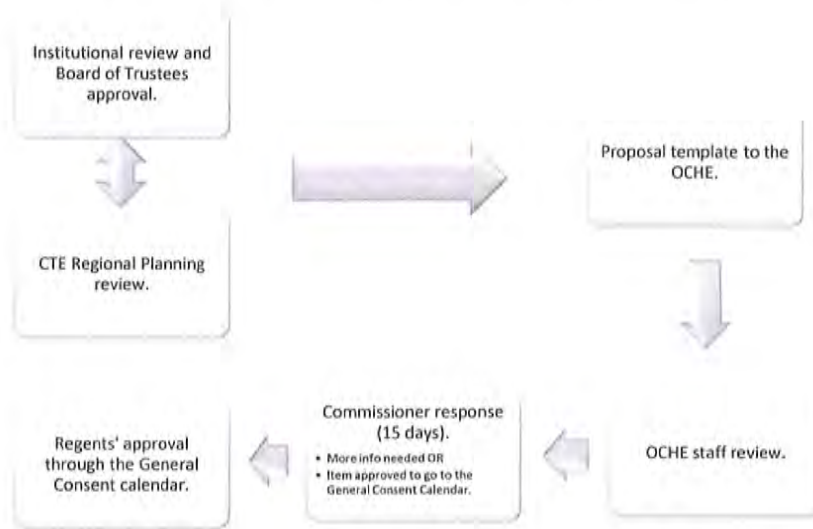 Institutional review and
Board of Trustees
approval.
CTE Regional Planning
review.
Proposal template to the
OCHE.
OCHE staff review.
Commissioner response
(15 days).
• More info needed OR
• Item approved to go to the
General Consent Calendar.
Regents' approval
through the General
Consent calendar.